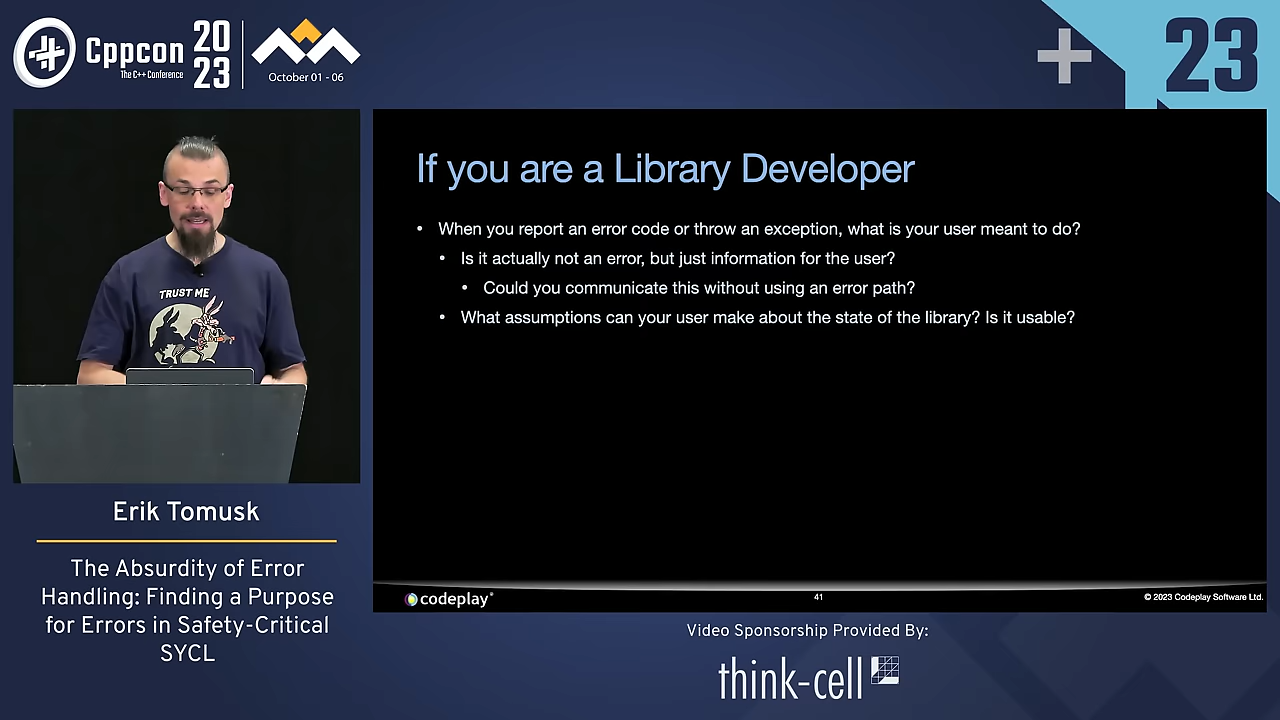 Cppcon
The C++ Conference
20
23
October 01 - 06
23
TRUST ME
If you are a Library Developer
• When you report an error code or throw an exception, what is your user meant to do?
• Is it actually not an error, but just information for the user?
• Could you communicate this without using an error path?
• What assumptions can your user make about the state of the library? Is it usable?
codeplay®
41
© 2023 Codeplay Software Ltd.
Erik Tomusk
The Absurdity of Error
Handling: Finding a Purpose
for Errors in Safety-Critical
SYCL
Video Sponsorship Provided By:
think-cell